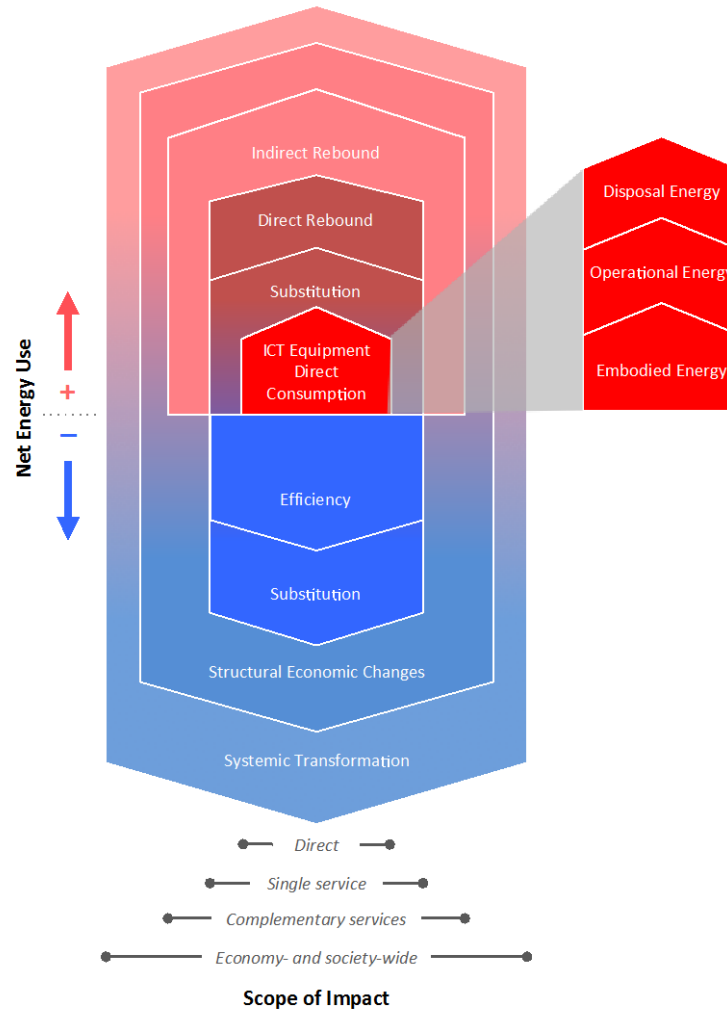 Indirect Rebound
Direct Rebound
Substitution
ICT Equipment
Direct
Consumption
Disposal Energy
Operational Energy
Embodied Energy
Net Energy Use
+
−
Efficiency
Substitution
Structural Economic Changes
Systemic Transformation
Direct
Single service
Complementary services
Economy- and society-wide
Scope of Impact